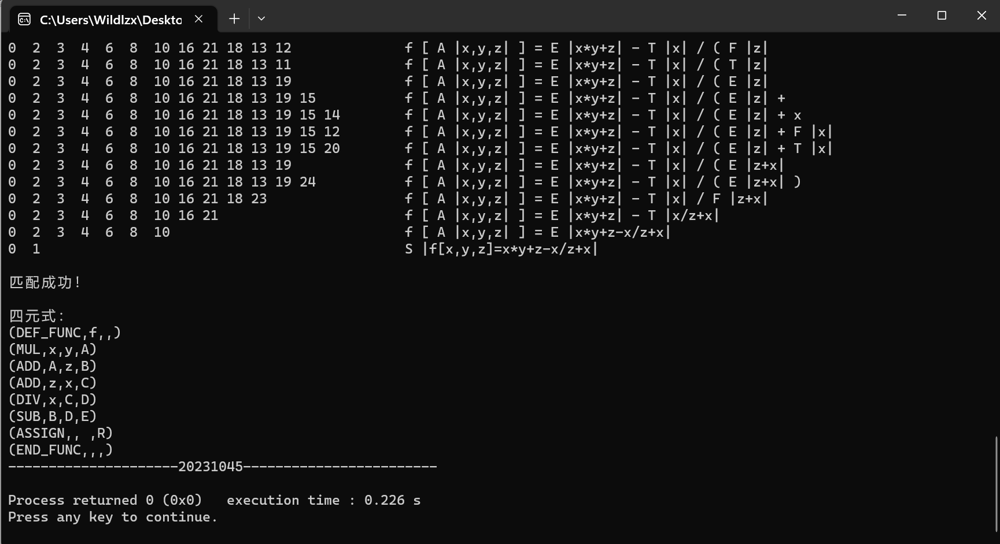 C:\Users\Wildlzx\Deskto
0 2 3 4 6 8 10 16 21 18 13 12 f [ A |x,y,z| ] = E |x*y+z| - T |x| / ( F |z|
0 2 3 4 6 8 10 16 21 18 13 11 f [ A |x,y,z| ] = E |x*y+z| - T |x| / ( T |z|
0 2 3 4 6 8 10 16 21 18 13 19 f [ A |x,y,z| ] = E |x*y+z| - T |x| / ( E |z|
0 2 3 4 6 8 10 16 21 18 13 19 15 f [ A |x,y,z| ] = E |x*y+z| - T |x| / ( E |z| +
0 2 3 4 6 8 10 16 21 18 13 19 15 14 f [ A |x,y,z| ] = E |x*y+z| - T |x| / ( E |z| + x
0 2 3 4 6 8 10 16 21 18 13 19 15 12 f [ A |x,y,z| ] = E |x*y+z| - T |x| / ( E |z| + F |x|
0 2 3 4 6 8 10 16 21 18 13 19 15 20 f [ A |x,y,z| ] = E |x*y+z| - T |x| / ( E |z| + T |x|
0 2 3 4 6 8 10 16 21 18 13 19 f [ A |x,y,z| ] = E |x*y+z| - T |x| / ( E |z+x|
0 2 3 4 6 8 10 16 21 18 13 19 24 f [ A |x,y,z| ] = E |x*y+z| - T |x| / ( E |z+x| )
0 2 3 4 6 8 10 16 21 18 23 f [ A |x,y,z| ] = E |x*y+z| - T |x| / F |z+x|
0 2 3 4 6 8 10 16 21 f [ A |x,y,z| ] = E |x*y+z| - T |x/z+x|
0 2 3 4 6 8 10 f [ A |x,y,z| ] = E |x*y+z-x/z+x|
0 1 S |f[x,y,z]=x*y+z-x/z+x|
匹配成功！
四元式：
(DEF_FUNC,f,,)
(MUL,x,y,A)
(ADD,A,z,B)
(ADD,z,x,C)
(DIV,x,C,D)
(SUB,B,D,E)
(ASSIGN,, ,R)
(END_FUNC,,,)
---------------------20231045------------------------
Process returned 0 (0x0) execution time : 0.226 s
Press any key to continue.